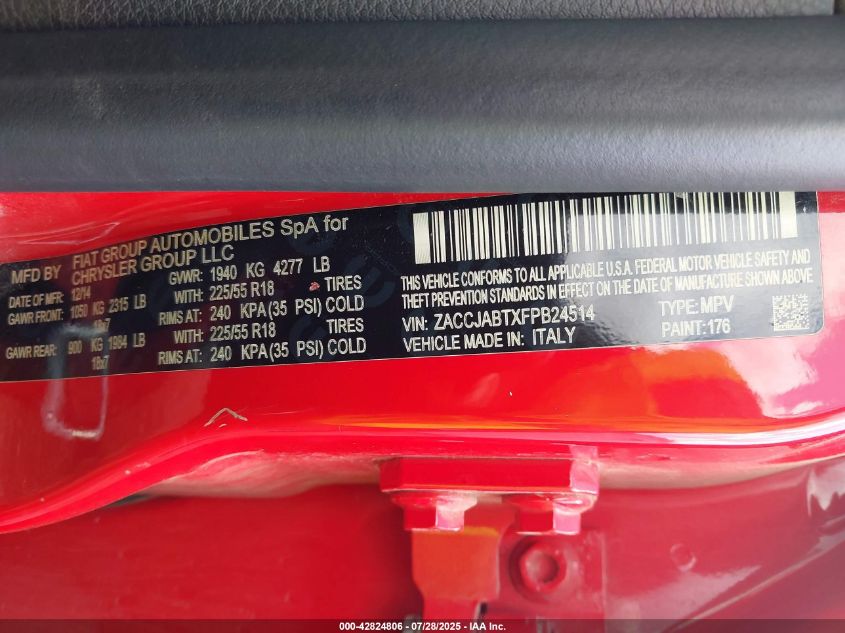 MFD BY FIAT GROUP AUTOMOBILES SpA for
CHRYSLER GROUP LLC
DATE OF MFR: 12/14 GVWR: 1940 KG 4277 LB
GAWR FRONT: 1050 KG 2315 LB WITH: 225/55 R18 TIRES
18x7 RIMS AT: 240 KPA(35 PSI) COLD
GAWR REAR: 900 KG 1984 LB WITH: 225/55 R18 TIRES
18x7 RIMS AT: 240 KPA(35 PSI) COLD
THIS VEHICLE CONFORMS TO ALL APPLICABLE U.S.A. FEDERAL MOTOR VEHICLE SAFETY AND
THEFT PREVENTION STANDARDS IN EFFECT ON THE DATE OF MANUFACTURE SHOWN ABOVE.
VIN: ZACCJABTXFPB24514 TYPE: MPV
VEHICLE MADE IN: ITALY PAINT: 176
000-42824806 - 07/28/2025 - IAA Inc.